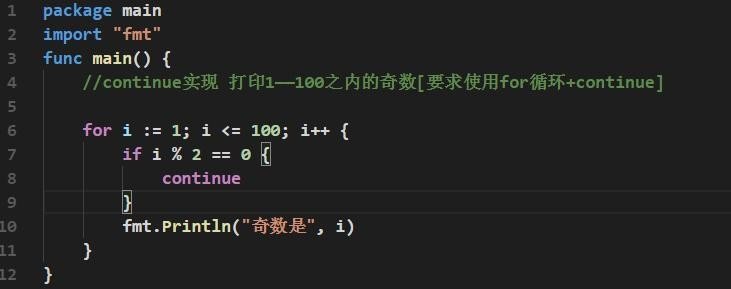 1 package main
2 import "fmt"
3 func main() {
4 //continue实现 打印1——100之内的奇数[要求使用for循环+continue]
5
6 for i := 1; i <= 100; i++ {
7 if i % 2 == 0 {
8 continue
9 }
10 fmt.Println("奇数是", i)
11 }
12 }